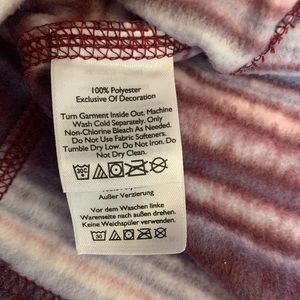 100% Polyester
Exclusive Of Decoration
Turn Garment Inside Out. Machine
Wash Cold Separately. Only
Non-Chlorine Bleach As Needed.
Do Not Use Fabric Softeners.
Tumble Dry Low. Do Not Iron. Do
Not Dry Clean.
30C
Außer Verzierung
Vor dem Waschen linke
Warenseite nach außen drehen.
Keine Weichspüler verwenden.
30